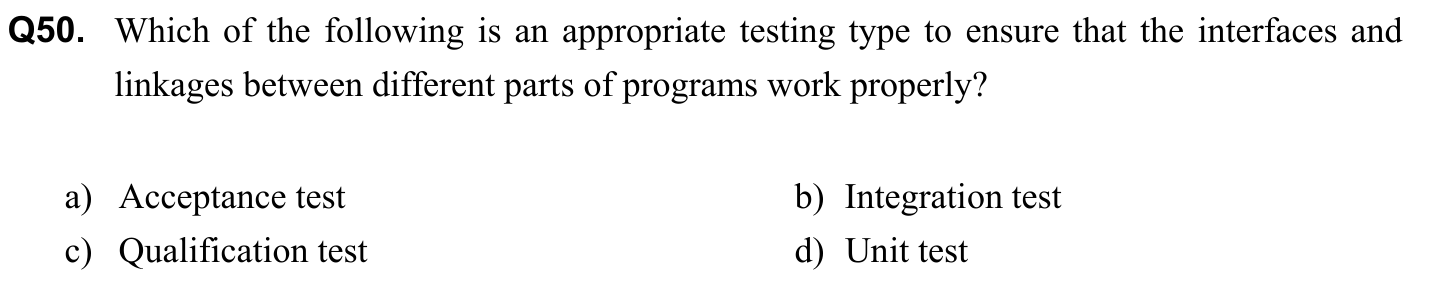 Q50. Which of the following is an appropriate testing type to ensure that the interfaces and
linkages between different parts of programs work properly?
a) Acceptance test b) Integration test
c) Qualification test d) Unit test